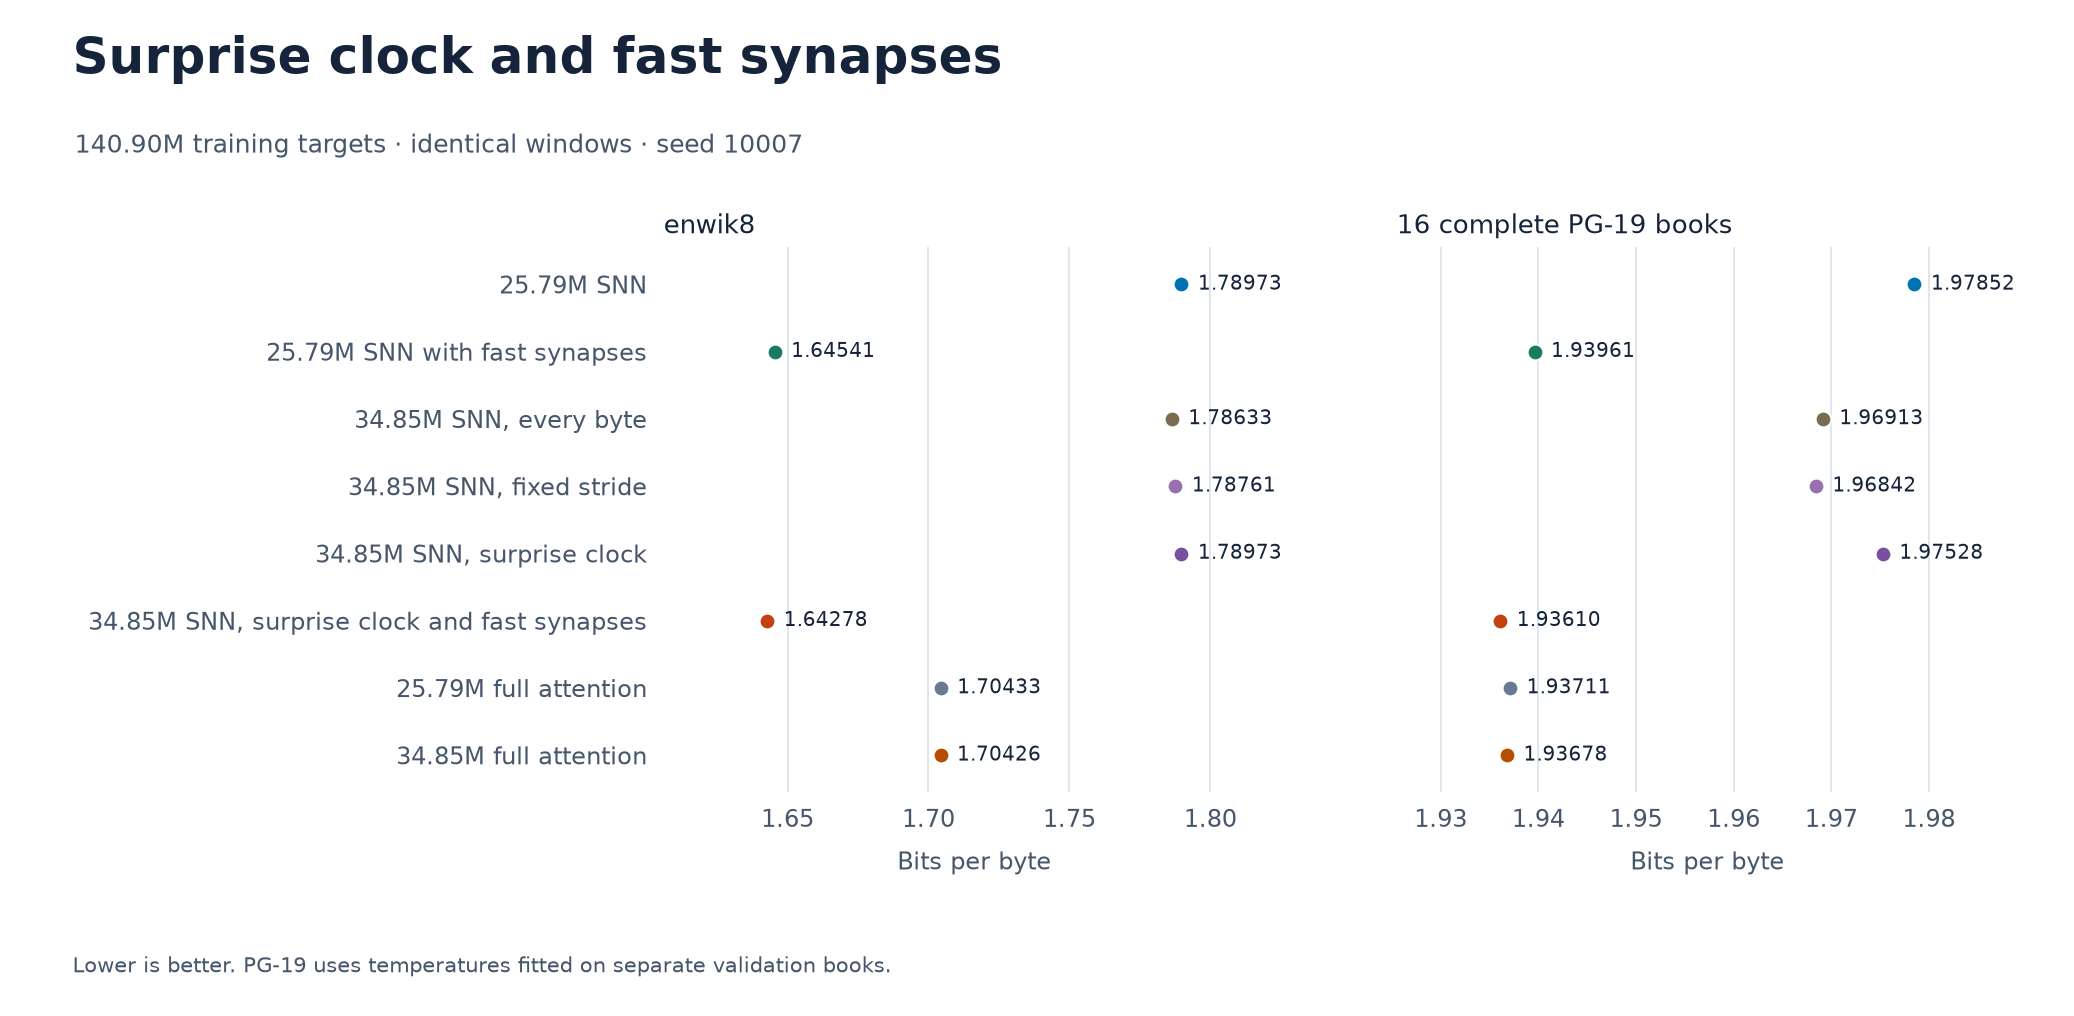 Surprise clock and fast synapses
140.90M training targets · identical windows · seed 10007
enwik8
16 complete PG-19 books
25.79M SNN
1.78973
1.97852
25.79M SNN with fast synapses
1.64541
1.93961
34.85M SNN, every byte
1.78633
1.96913
34.85M SNN, fixed stride
1.78761
1.96842
34.85M SNN, surprise clock
1.78973
1.97528
34.85M SNN, surprise clock and fast synapses
1.64278
1.93610
25.79M full attention
1.70433
1.93711
34.85M full attention
1.70426
1.93678
1.65 1.70 1.75 1.80
1.93 1.94 1.95 1.96 1.97 1.98
Bits per byte
Bits per byte
Lower is better. PG-19 uses temperatures fitted on separate validation books.